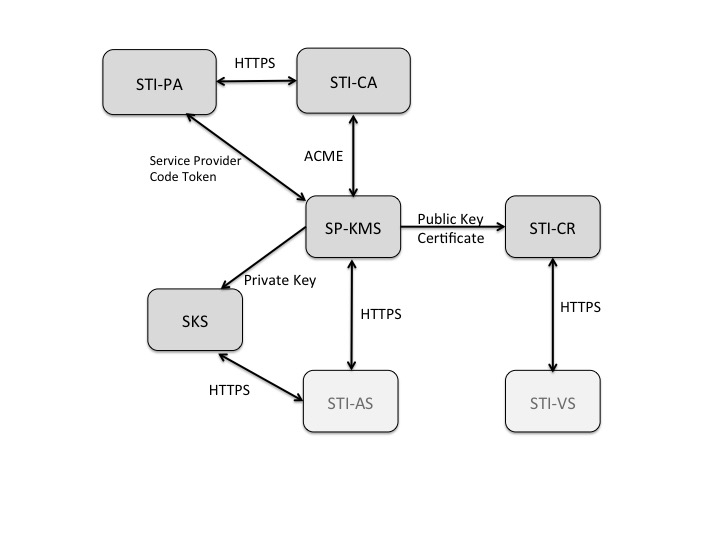 HTTPS
STI-PA
STI-CA
ACME
Service Provider
Code Token
SP-KMS
Public Key
Certificate
STI-CR
Private Key
SKS
HTTPS
HTTPS
HTTPS
STI-AS
STI-VS